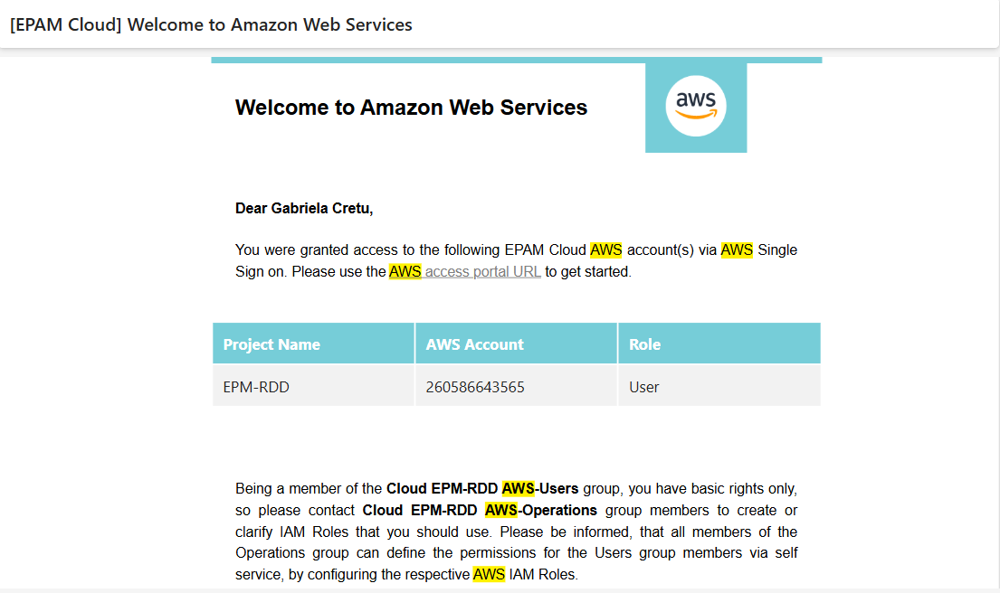 [EPAM Cloud] Welcome to Amazon Web Services
Welcome to Amazon Web Services
aws
Dear Gabriela Cretu,
You were granted access to the following EPAM Cloud AWS account(s) via AWS Single
Sign on. Please use the AWS access portal URL to get started.
Project Name AWS Account Role
EPM-RDD 260586643565 User
Being a member of the Cloud EPM-RDD AWS-Users group, you have basic rights only,
so please contact Cloud EPM-RDD AWS-Operations group members to create or
clarify IAM Roles that you should use. Please be informed, that all members of the
Operations group can define the permissions for the Users group members via self
service, by configuring the respective AWS IAM Roles.